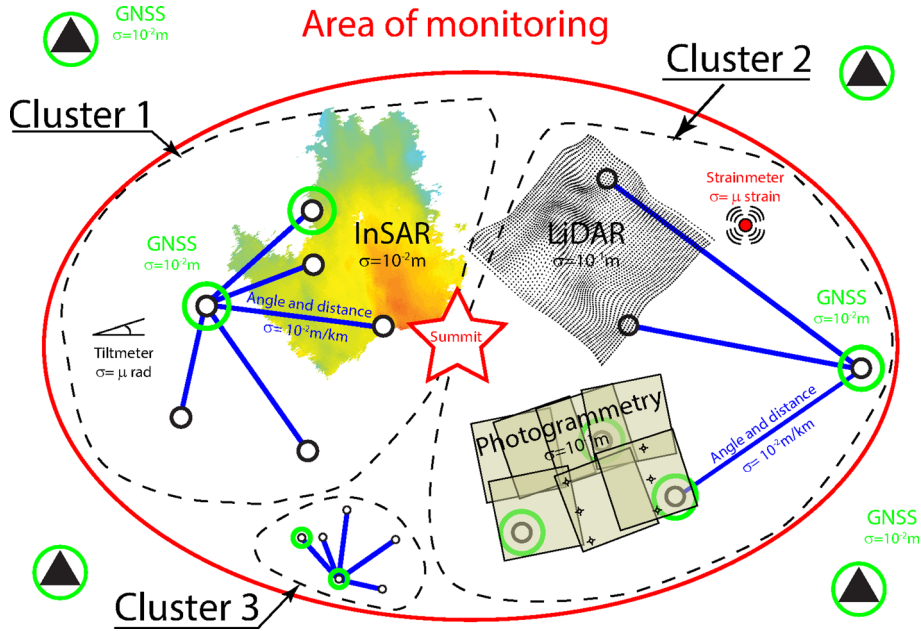 Area of monitoring
GNSS
σ=10⁻²m
Cluster 2
Cluster 1
Strainmeter
σ= μ strain
InSAR
σ=10⁻²m
LiDAR
σ=10⁻¹m
GNSS
σ=10⁻²m
GNSS
σ=10⁻²m
Angle and distance
σ= 10⁻²m/km
Summit
Tiltmeter
σ= μ rad
Photogrammetry
σ=10⁻¹m
Angle and distance
σ= 10⁻²m/km
GNSS
σ=10⁻²m
Cluster 3